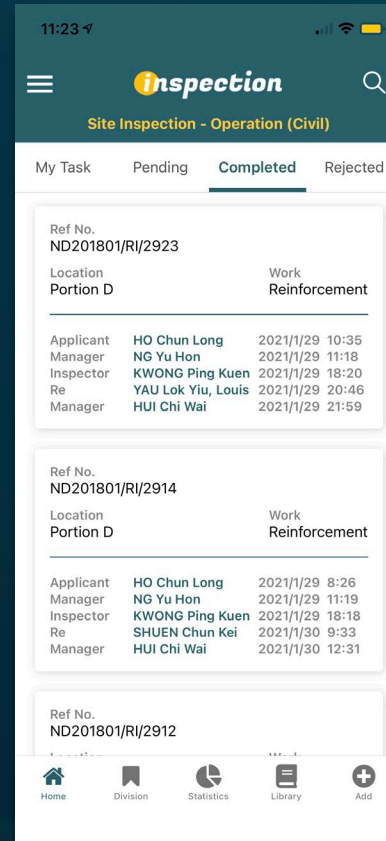 11:23
inspection
Site Inspection - Operation (Civil)
My Task Pending Completed Rejected
Ref No.
ND201801/RI/2923
Location Work
Portion D Reinforcement
Applicant HO Chun Long 2021/1/29 10:35
Manager NG Yu Hon 2021/1/29 11:18
Inspector KWONG Ping Kuen 2021/1/29 18:20
Re YAU Lok Yiu, Louis 2021/1/29 20:46
Manager HUI Chi Wai 2021/1/29 21:59
Ref No.
ND201801/RI/2914
Location Work
Portion D Reinforcement
Applicant HO Chun Long 2021/1/29 8:26
Manager NG Yu Hon 2021/1/29 11:19
Inspector KWONG Ping Kuen 2021/1/29 18:18
Re SHUEN Chun Kei 2021/1/30 9:33
Manager HUI Chi Wai 2021/1/30 12:31
Ref No.
ND201801/RI/2912
Home Division Statistics Library Add